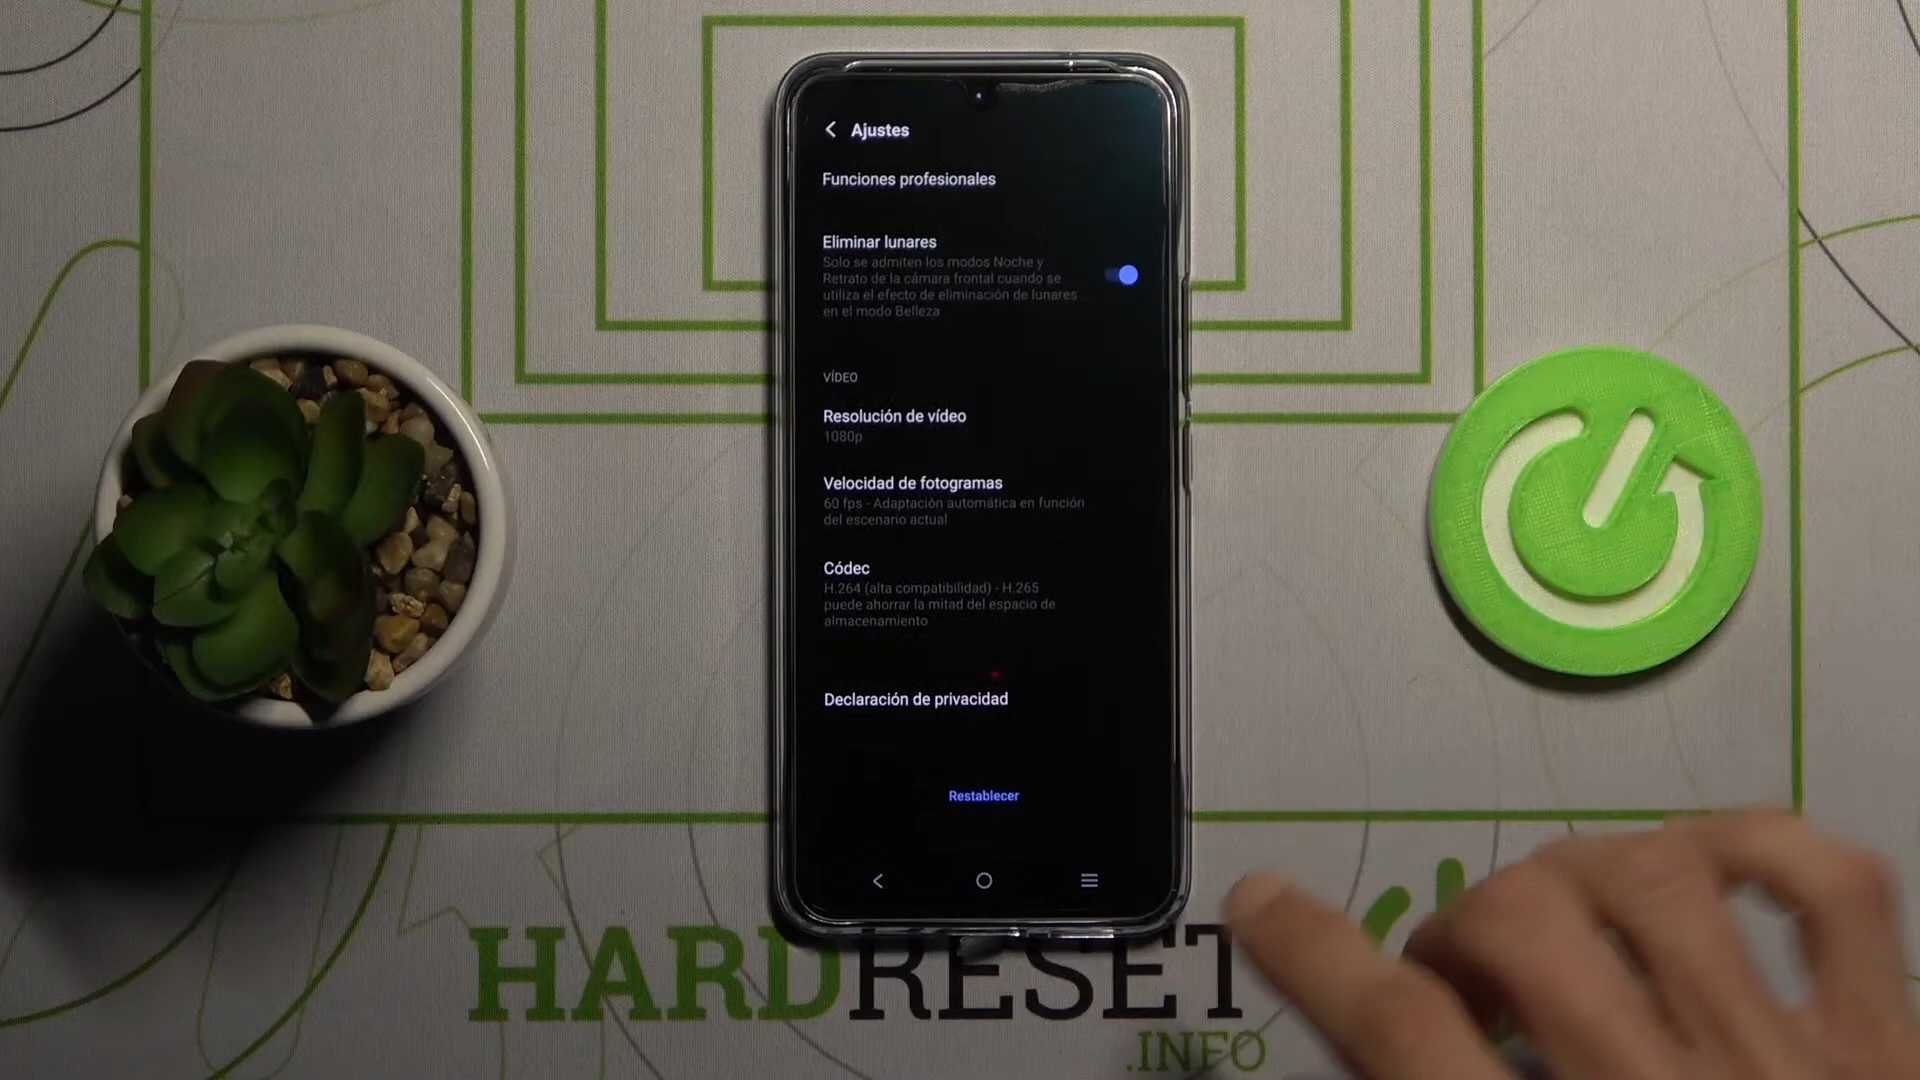 Ajustes
Funciones profesionales
Eliminar lunares
Solo se admiten los modos Noche y
Retrato de la cámara frontal cuando se
utiliza el efecto de eliminación de lunares
en el modo Belleza
VÍDEO
Resolución de vídeo
1080p
Velocidad de fotogramas
60 fps - Adaptación automática en función
del escenario actual
Códec
H.264 (alta compatibilidad) - H.265
puede ahorrar la mitad del espacio de
almacenamiento
Declaración de privacidad
Restablecer
HARDRESET
.INFO